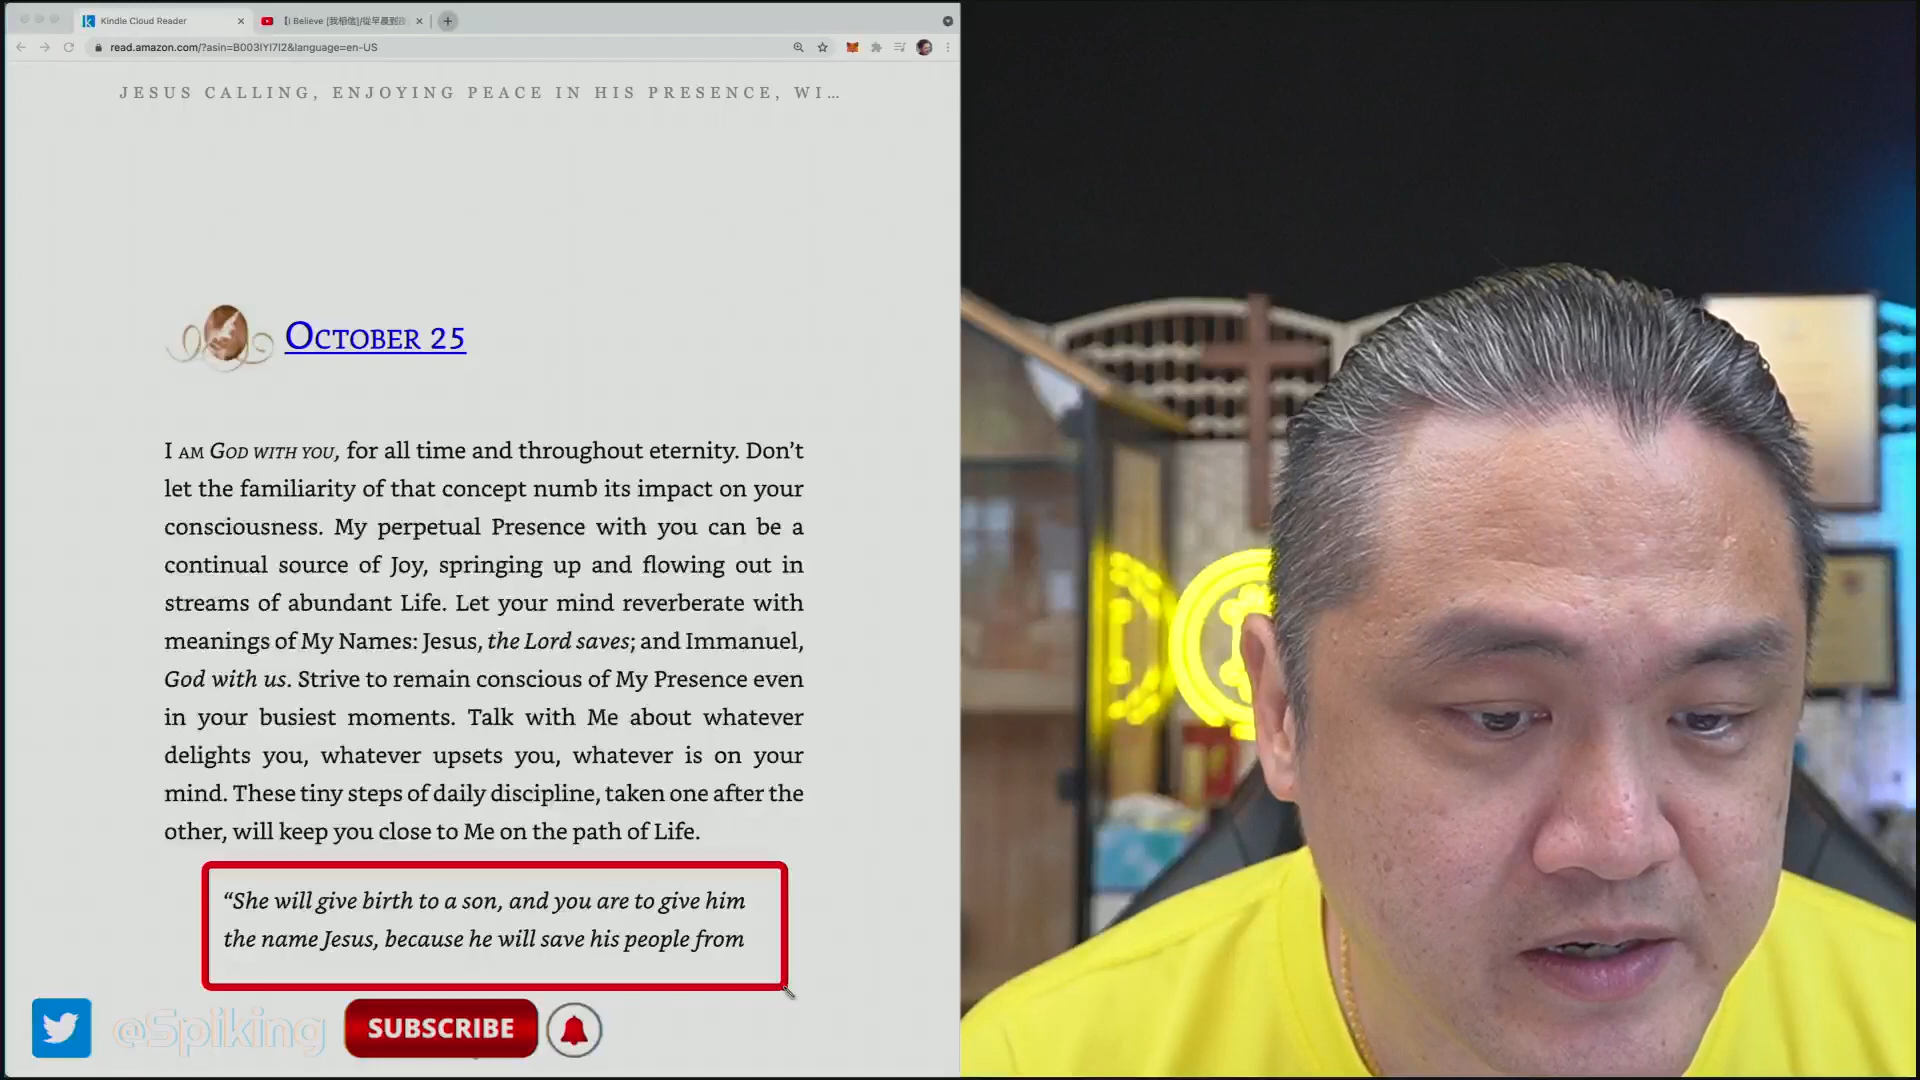 Kindle Cloud Reader
read.amazon.com/?asin=B003IYI7I2&language=en-US
JESUS CALLING, ENJOYING PEACE IN HIS PRESENCE, WI...
OCTOBER 25
I AM GOD WITH YOU, for all time and throughout eternity. Don’t
let the familiarity of that concept numb its impact on your
consciousness. My perpetual Presence with you can be a
continual source of Joy, springing up and flowing out in
streams of abundant Life. Let your mind reverberate with
meanings of My Names: Jesus, the Lord saves; and Immanuel,
God with us. Strive to remain conscious of My Presence even
in your busiest moments. Talk with Me about whatever
delights you, whatever upsets you, whatever is on your
mind. These tiny steps of daily discipline, taken one after the
other, will keep you close to Me on the path of Life.
“She will give birth to a son, and you are to give him
the name Jesus, because he will save his people from
@Spiking
SUBSCRIBE